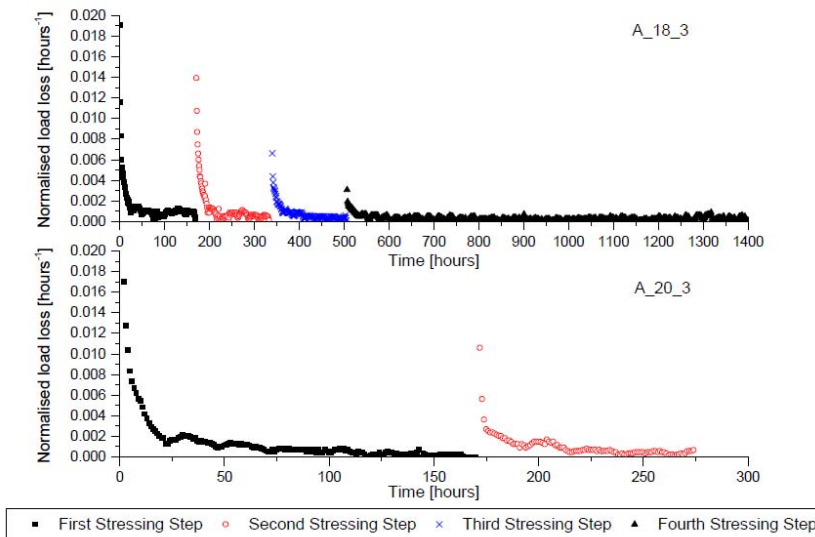 Normalised load loss [hours⁻¹]
0.020
0.018
0.016
0.014
0.012
0.010
0.008
0.006
0.004
0.002
0.000
A_18_3
0 100 200 300 400 500 600 700 800 900 1000 1100 1200 1300 1400
Time [hours]
Normalised load loss [hours⁻¹]
0.020
0.018
0.016
0.014
0.012
0.010
0.008
0.006
0.004
0.002
0.000
A_20_3
0 50 100 150 200 250 300
Time [hours]
First Stressing Step Second Stressing Step Third Stressing Step Fourth Stressing Step